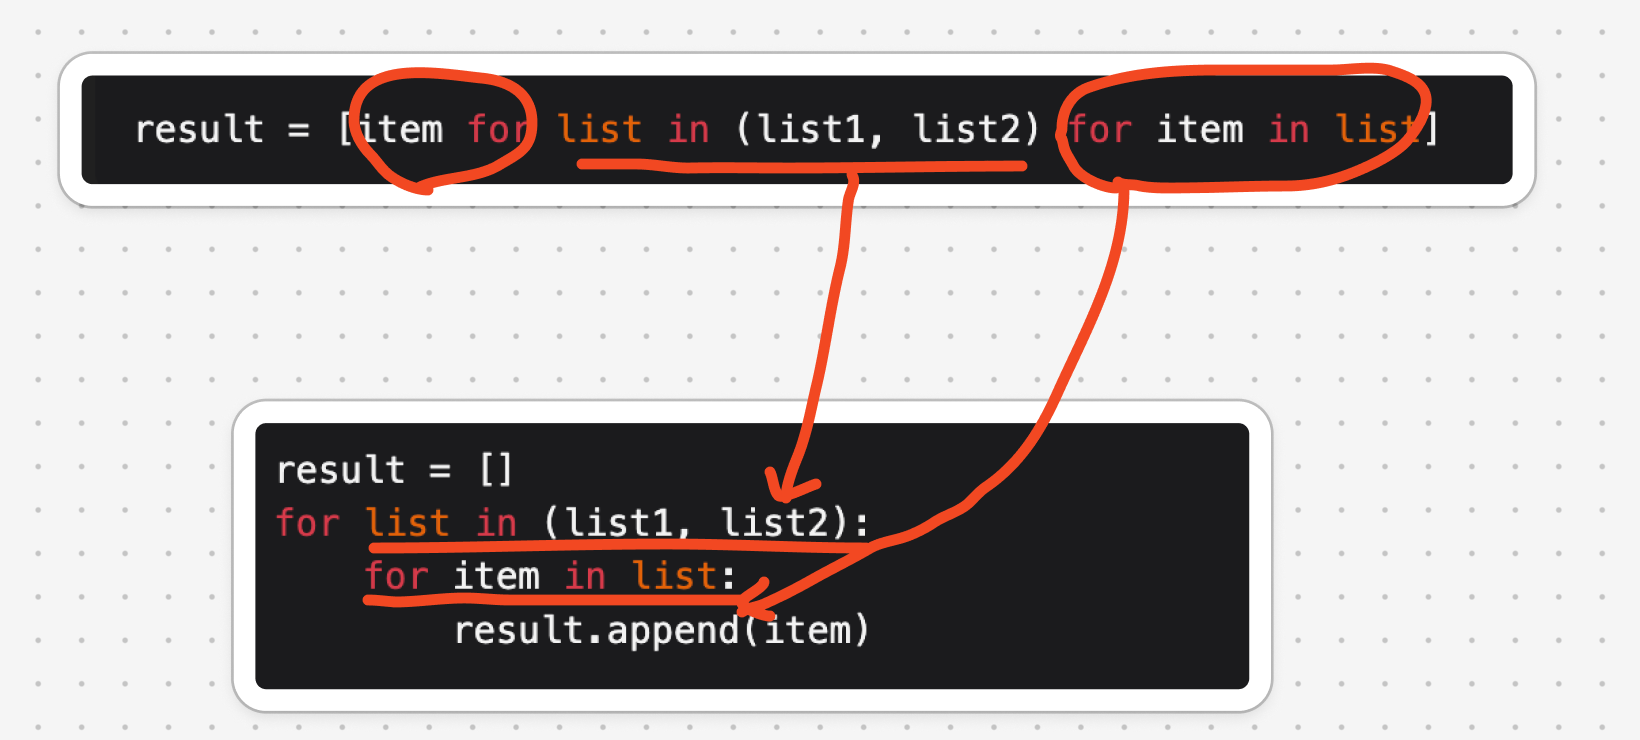 result = [item for list in (list1, list2) for item in list]
result = []
for list in (list1, list2):
for item in list:
result.append(item)